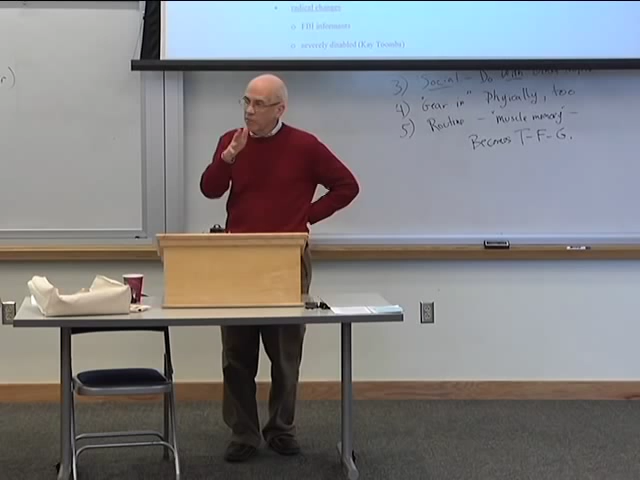 • radical changes
o FBI informants
o severely disabled (Kay Toombs)
r)
3) Social - Do with
4) Gear in " Physically, too
5) Routine - 'muscle memory' -
Becomes T-F-G.